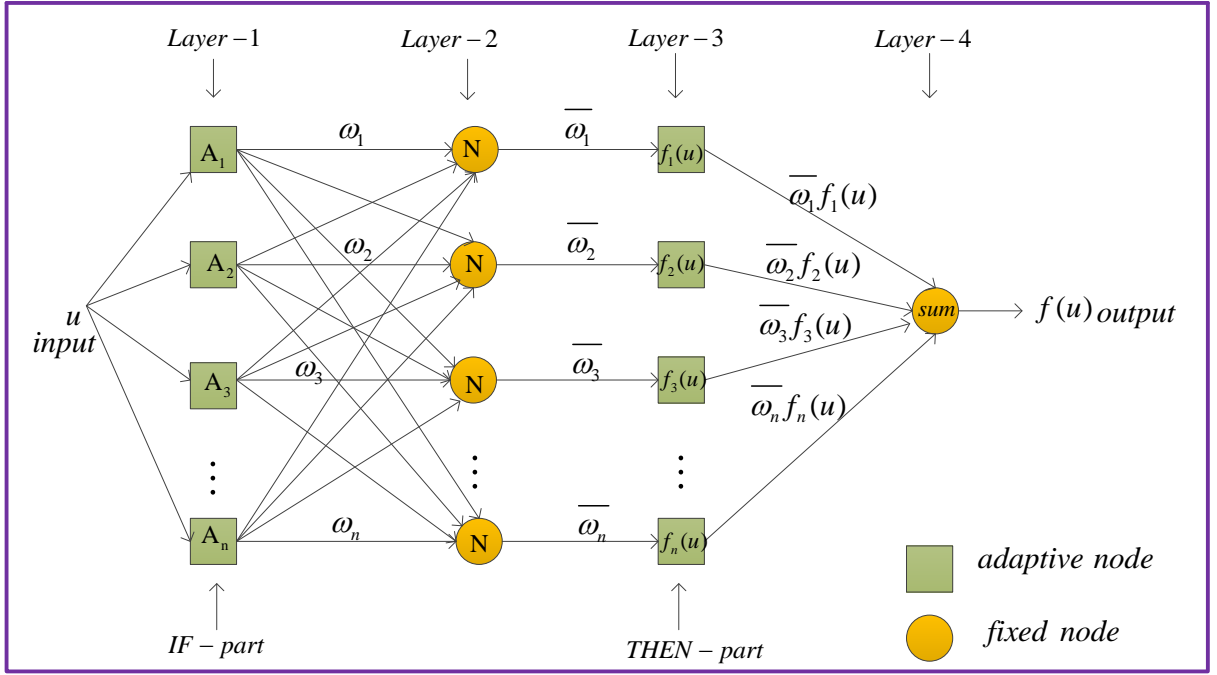 Layer – 1 Layer – 2 Layer – 3 Layer – 4
A₁ ω₁ N ω̅₁ f₁(u)
ω̅₁f₁(u)
A₂ ω₂ N ω̅₂ f₂(u) ω̅₂f₂(u)
u
input
sum f(u) output
ω̅₃f₃(u)
A₃ ω₃ N ω̅₃ f₃(u)
ω̅ₙfₙ(u)
⋮ ⋮ ⋮
Aₙ ωₙ N ω̅ₙ fₙ(u)
adaptive node
fixed node
IF – part THEN – part